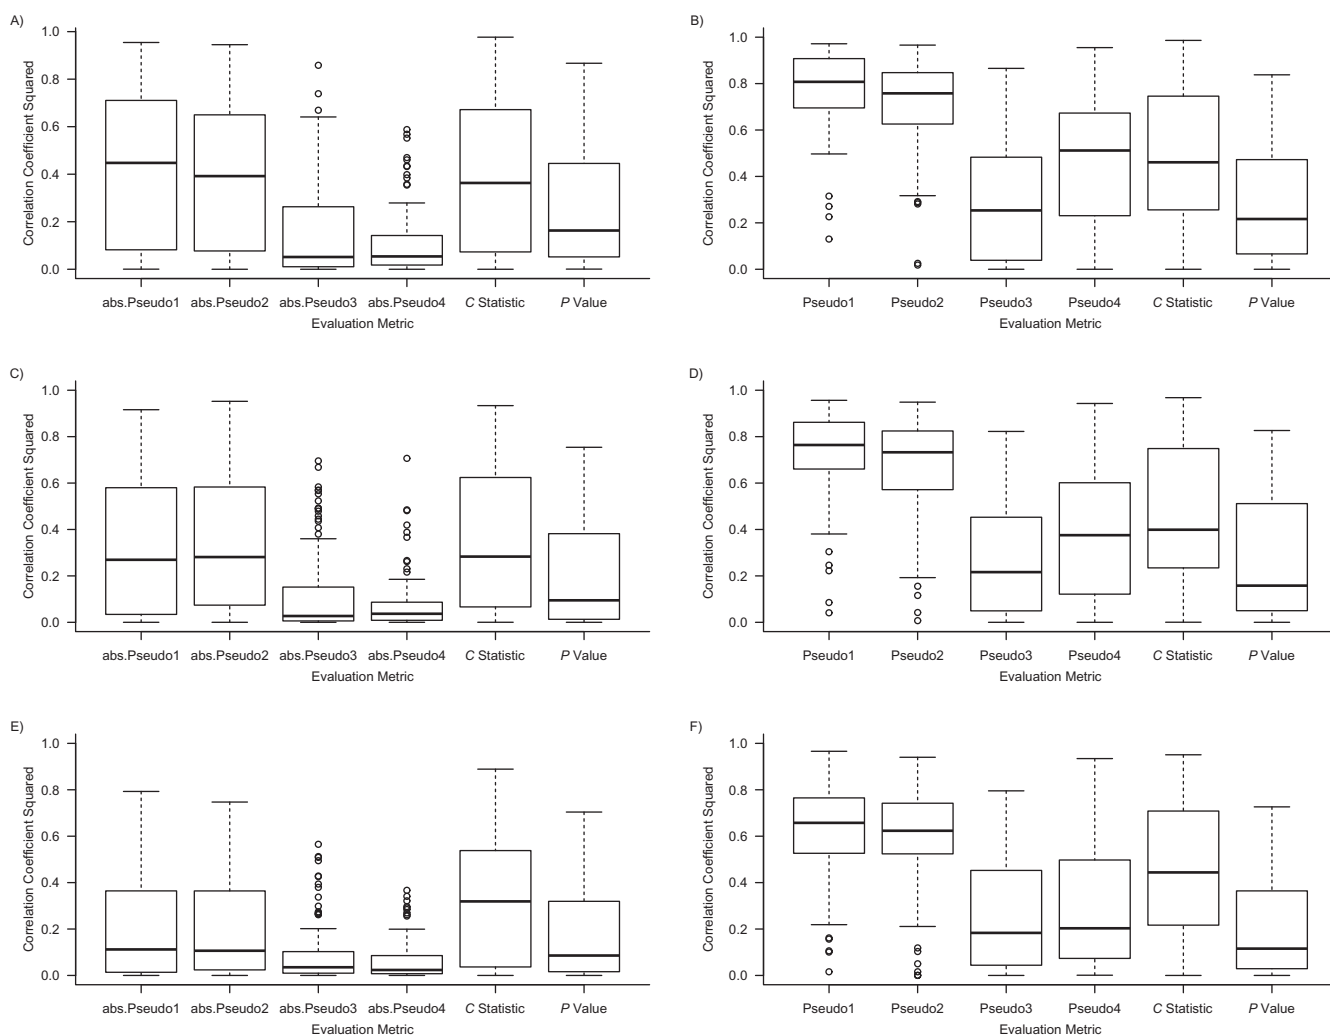 A)
1.0
0.8
0.6
0.4
0.2
0.0
Correlation Coefficient Squared
abs.Pseudo1 abs.Pseudo2 abs.Pseudo3 abs.Pseudo4 C Statistic P Value
Evaluation Metric
B)
1.0
0.8
0.6
0.4
0.2
0.0
Correlation Coefficient Squared
Pseudo1 Pseudo2 Pseudo3 Pseudo4 C Statistic P Value
Evaluation Metric
C)
1.0
0.8
0.6
0.4
0.2
0.0
Correlation Coefficient Squared
abs.Pseudo1 abs.Pseudo2 abs.Pseudo3 abs.Pseudo4 C Statistic P Value
Evaluation Metric
D)
1.0
0.8
0.6
0.4
0.2
0.0
Correlation Coefficient Squared
Pseudo1 Pseudo2 Pseudo3 Pseudo4 C Statistic P Value
Evaluation Metric
E)
1.0
0.8
0.6
0.4
0.2
0.0
Correlation Coefficient Squared
abs.Pseudo1 abs.Pseudo2 abs.Pseudo3 abs.Pseudo4 C Statistic P Value
Evaluation Metric
F)
1.0
0.8
0.6
0.4
0.2
0.0
Correlation Coefficient Squared
Pseudo1 Pseudo2 Pseudo3 Pseudo4 C Statistic P Value
Evaluation Metric